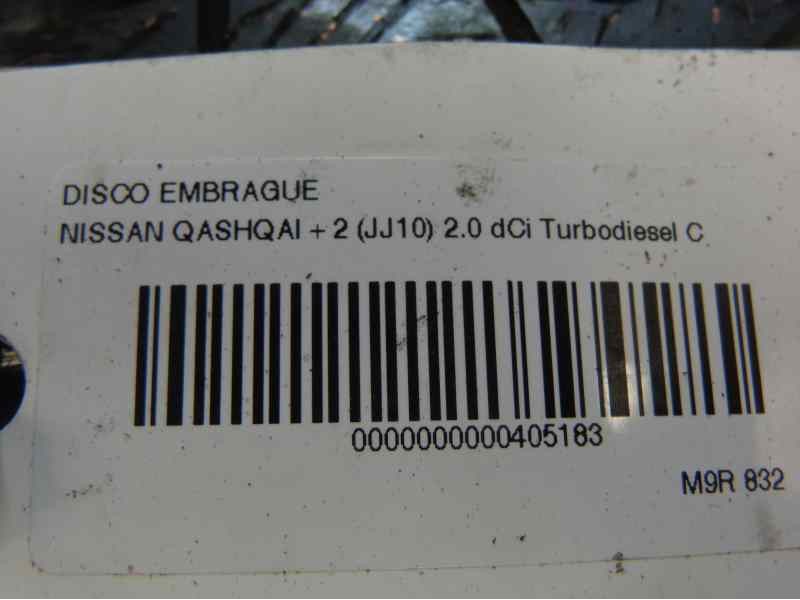 DISCO EMBRAGUE
NISSAN QASHQAI + 2 (JJ10) 2.0 dCi Turbodiesel C
0000000000405183
M9R 832